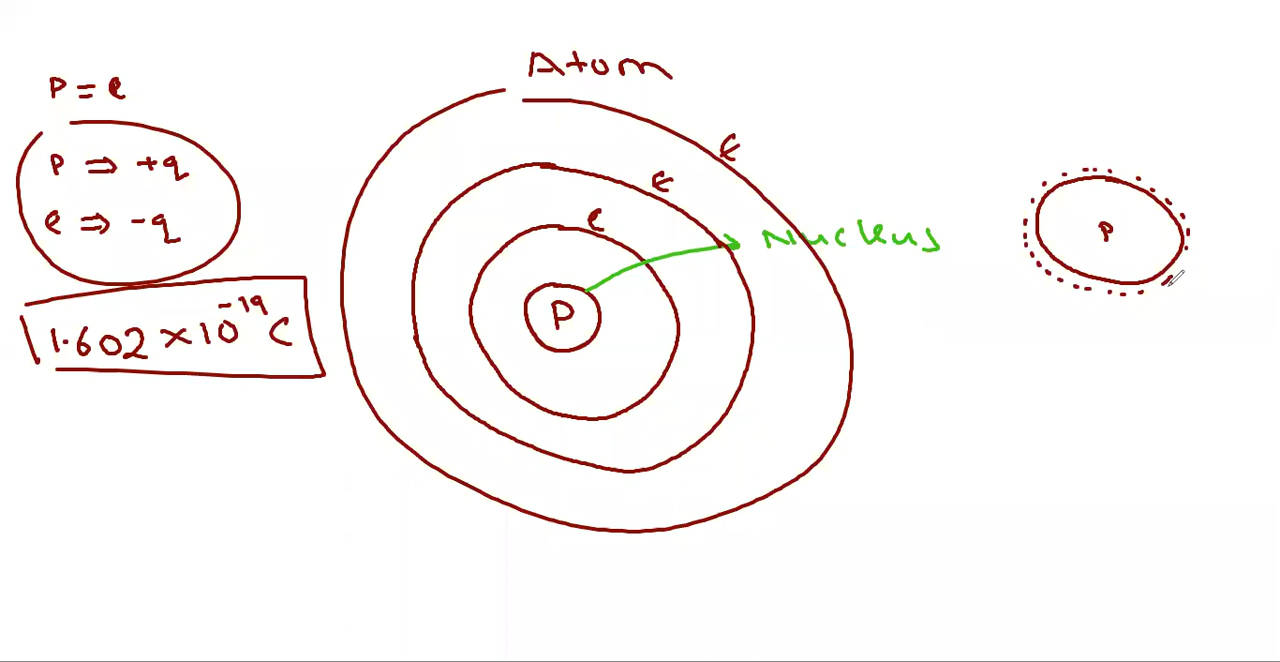 Atom
P = e
P ⇒ +q
e ⇒ -q
1.602 × 10⁻¹⁹ C
e
e
e
P
Nucleus
P